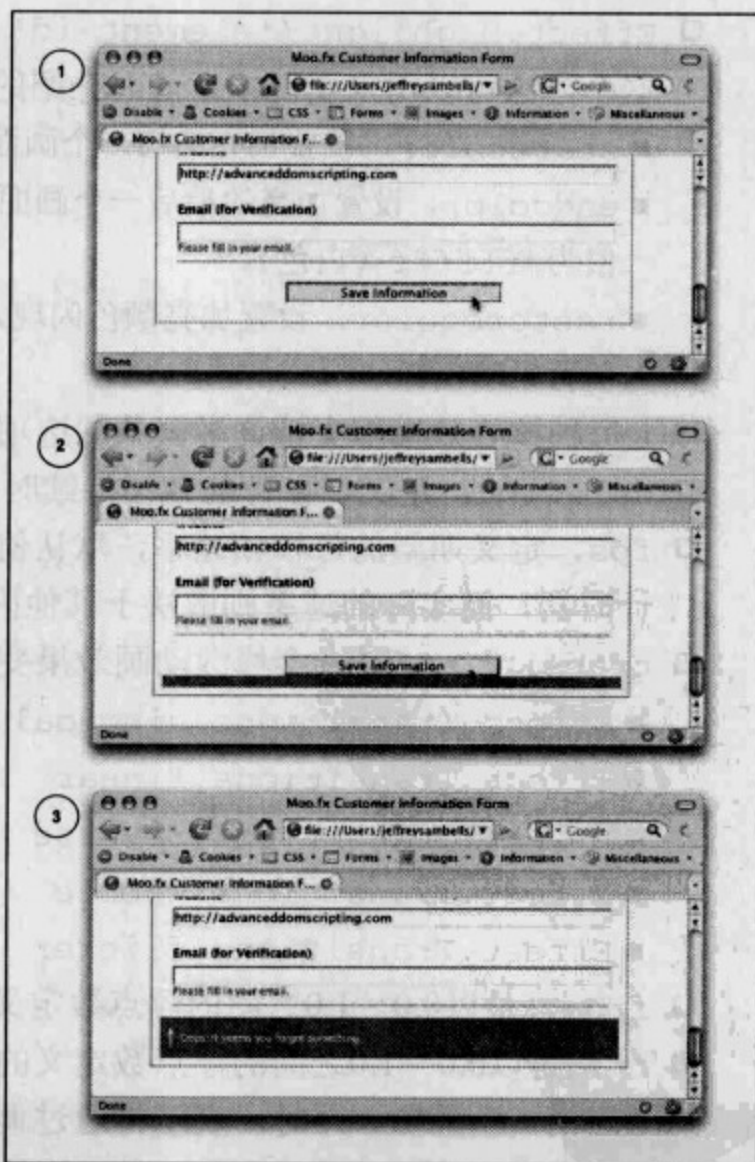 1
Moo.fx Customer Information Form
file:///Users/jeffreysambells/
Google
Disable Cookies CSS Forms Images Information Miscellaneous
Moo.fx Customer Information F...
http://advanceddomscripting.com
Email (for Verification)
Please fill in your email.
Save Information
Done
2
Moo.fx Customer Information Form
file:///Users/jeffreysambells/
Google
Disable Cookies CSS Forms Images Information Miscellaneous
Moo.fx Customer Information F...
http://advanceddomscripting.com
Email (for Verification)
Please fill in your email.
Save Information
Done
3
Moo.fx Customer Information Form
file:///Users/jeffreysambells/
Google
Disable Cookies CSS Forms Images Information Miscellaneous
Moo.fx Customer Information F...
http://advanceddomscripting.com
Email (for Verification)
Please fill in your email.
you forgot something
Done